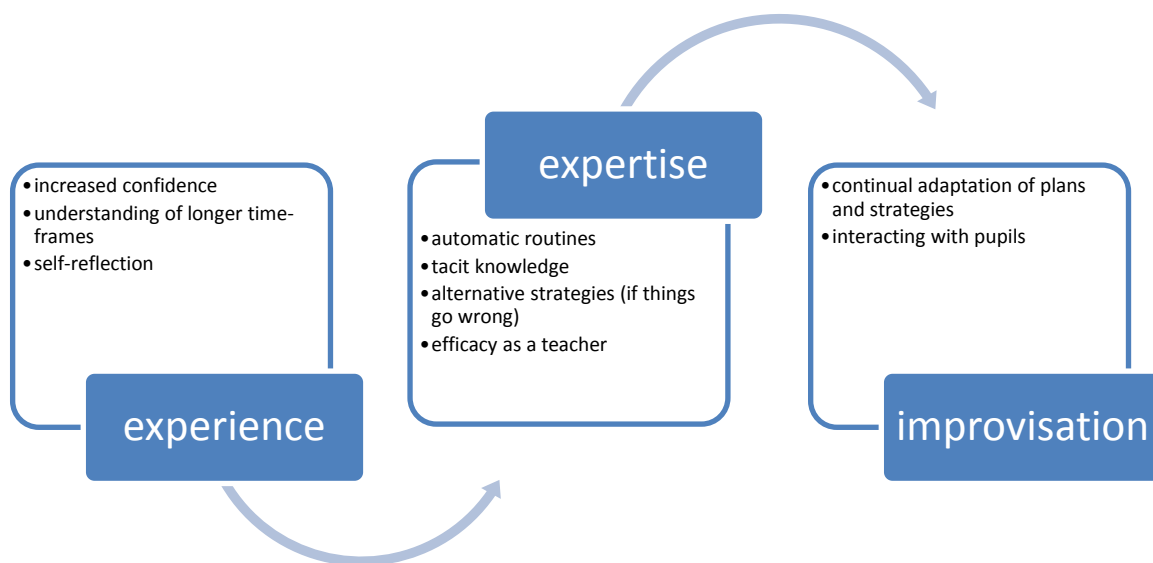 •increased confidence
•understanding of longer time-
frames
•self-reflection
experience
expertise
•automatic routines
•tacit knowledge
•alternative strategies (if things
go wrong)
•efficacy as a teacher
•continual adaptation of plans
and strategies
•interacting with pupils
improvisation